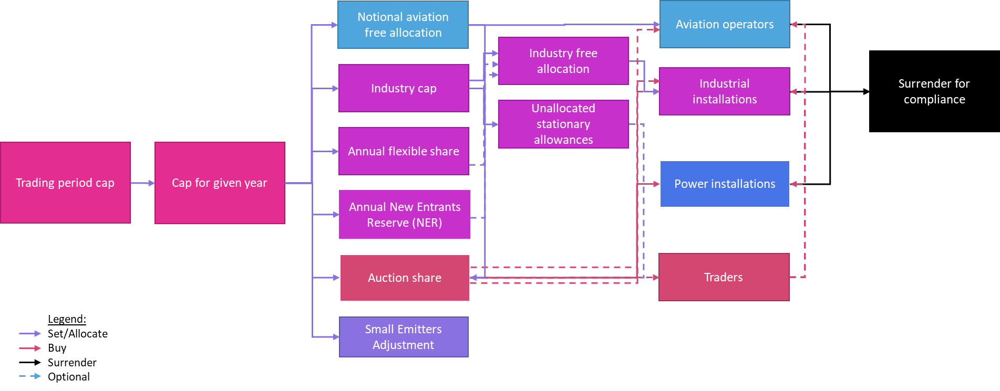 Trading period cap
Cap for given year
Notional aviation
free allocation
Industry cap
Annual flexible share
Annual New Entrants
Reserve (NER)
Auction share
Small Emitters
Adjustment
Industry free
allocation
Unallocated
stationary
allowances
Aviation operators
Industrial
installations
Power installations
Traders
Surrender for
compliance
Legend:
Set/Allocate
Buy
Surrender
Optional